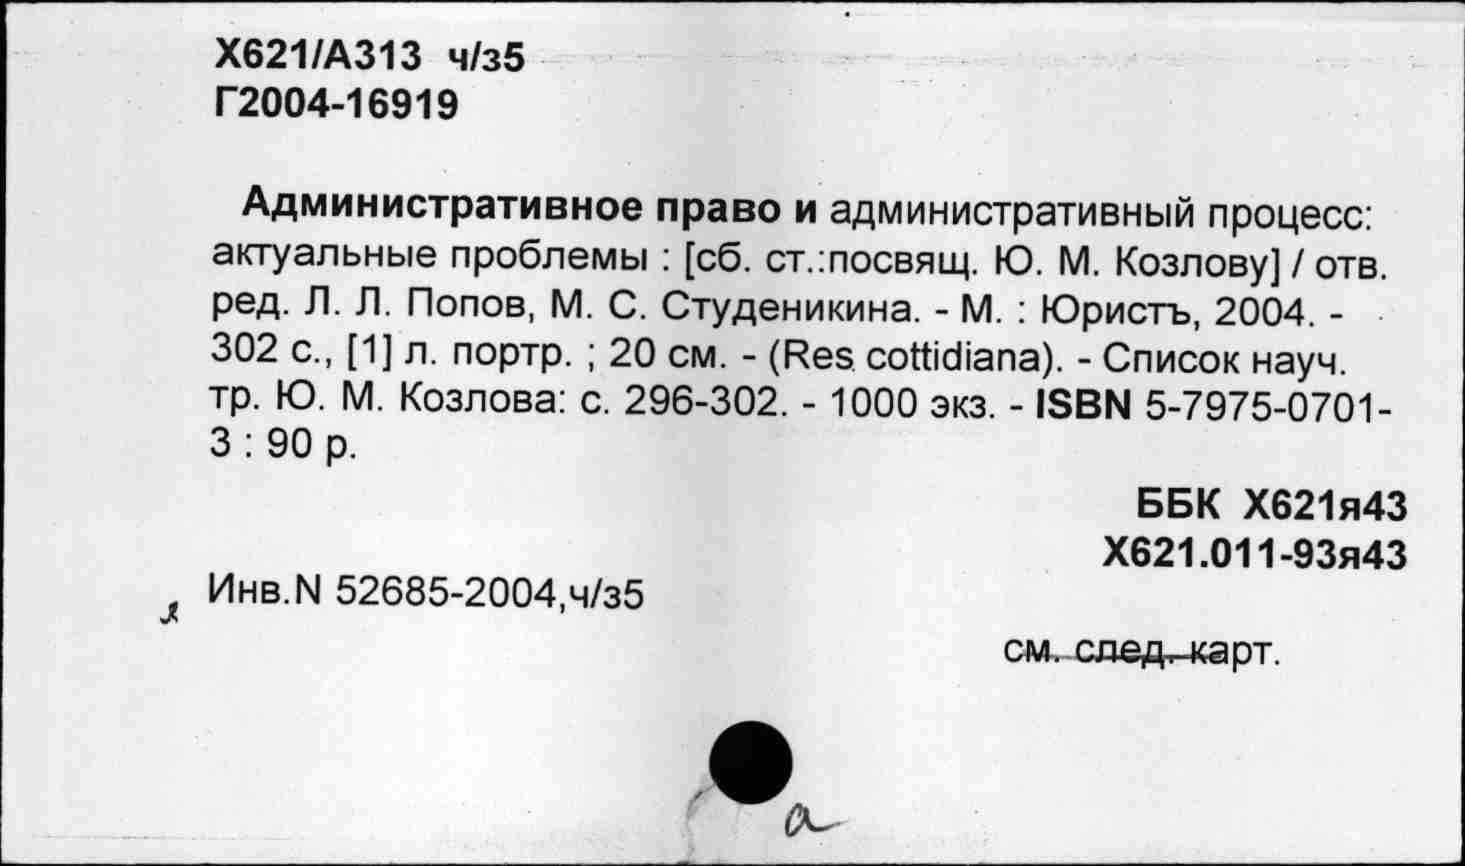 Х621/А313 ч/з5
Г2004-16919
Административное право и административный процесс:
актуальные проблемы : [сб. ст.:посвящ. Ю. М. Козлову] / отв.
ред. Л. Л. Попов, М. С. Студеникина. - М. : Юристъ, 2004. -
302 с., [1] л. портр. ; 20 см. - (Res cottidiana). - Список науч.
тр. Ю. М. Козлова: с. 296-302. - 1000 экз. - ISBN 5-7975-0701-
3 : 90 р.
ББК Х621я43
Х621.011-93я43
Инв.N 52685-2004,ч/з5
см. след. карт.
а